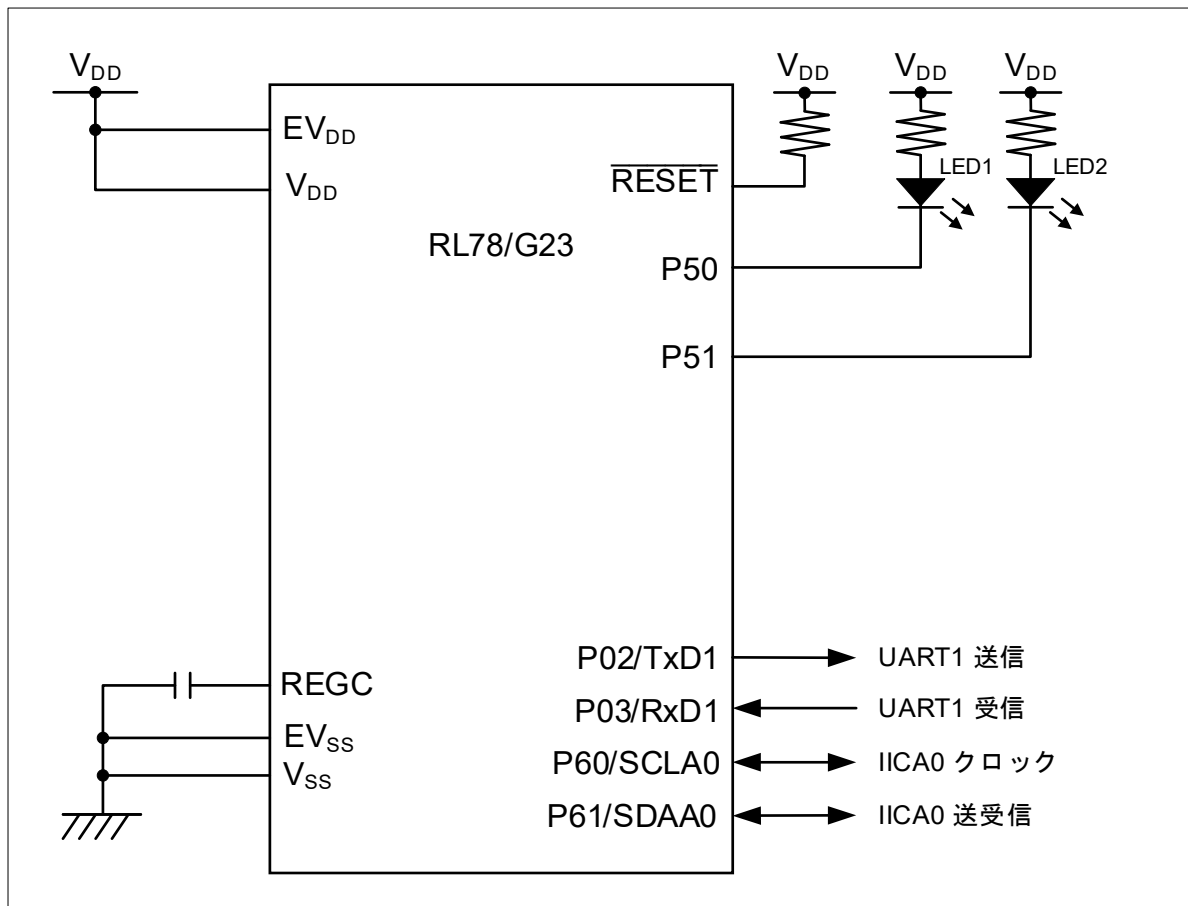 VDD
VDD
VDD
VDD
EVDD
VDD
RESET
LED1
LED2
RL78/G23
P50
P51
P02/TxD1
UART1 送信
REGC
P03/RxD1
UART1 受信
EVSS
P60/SCLA0
IICA0 クロック
VSS
P61/SDAA0
IICA0 送受信